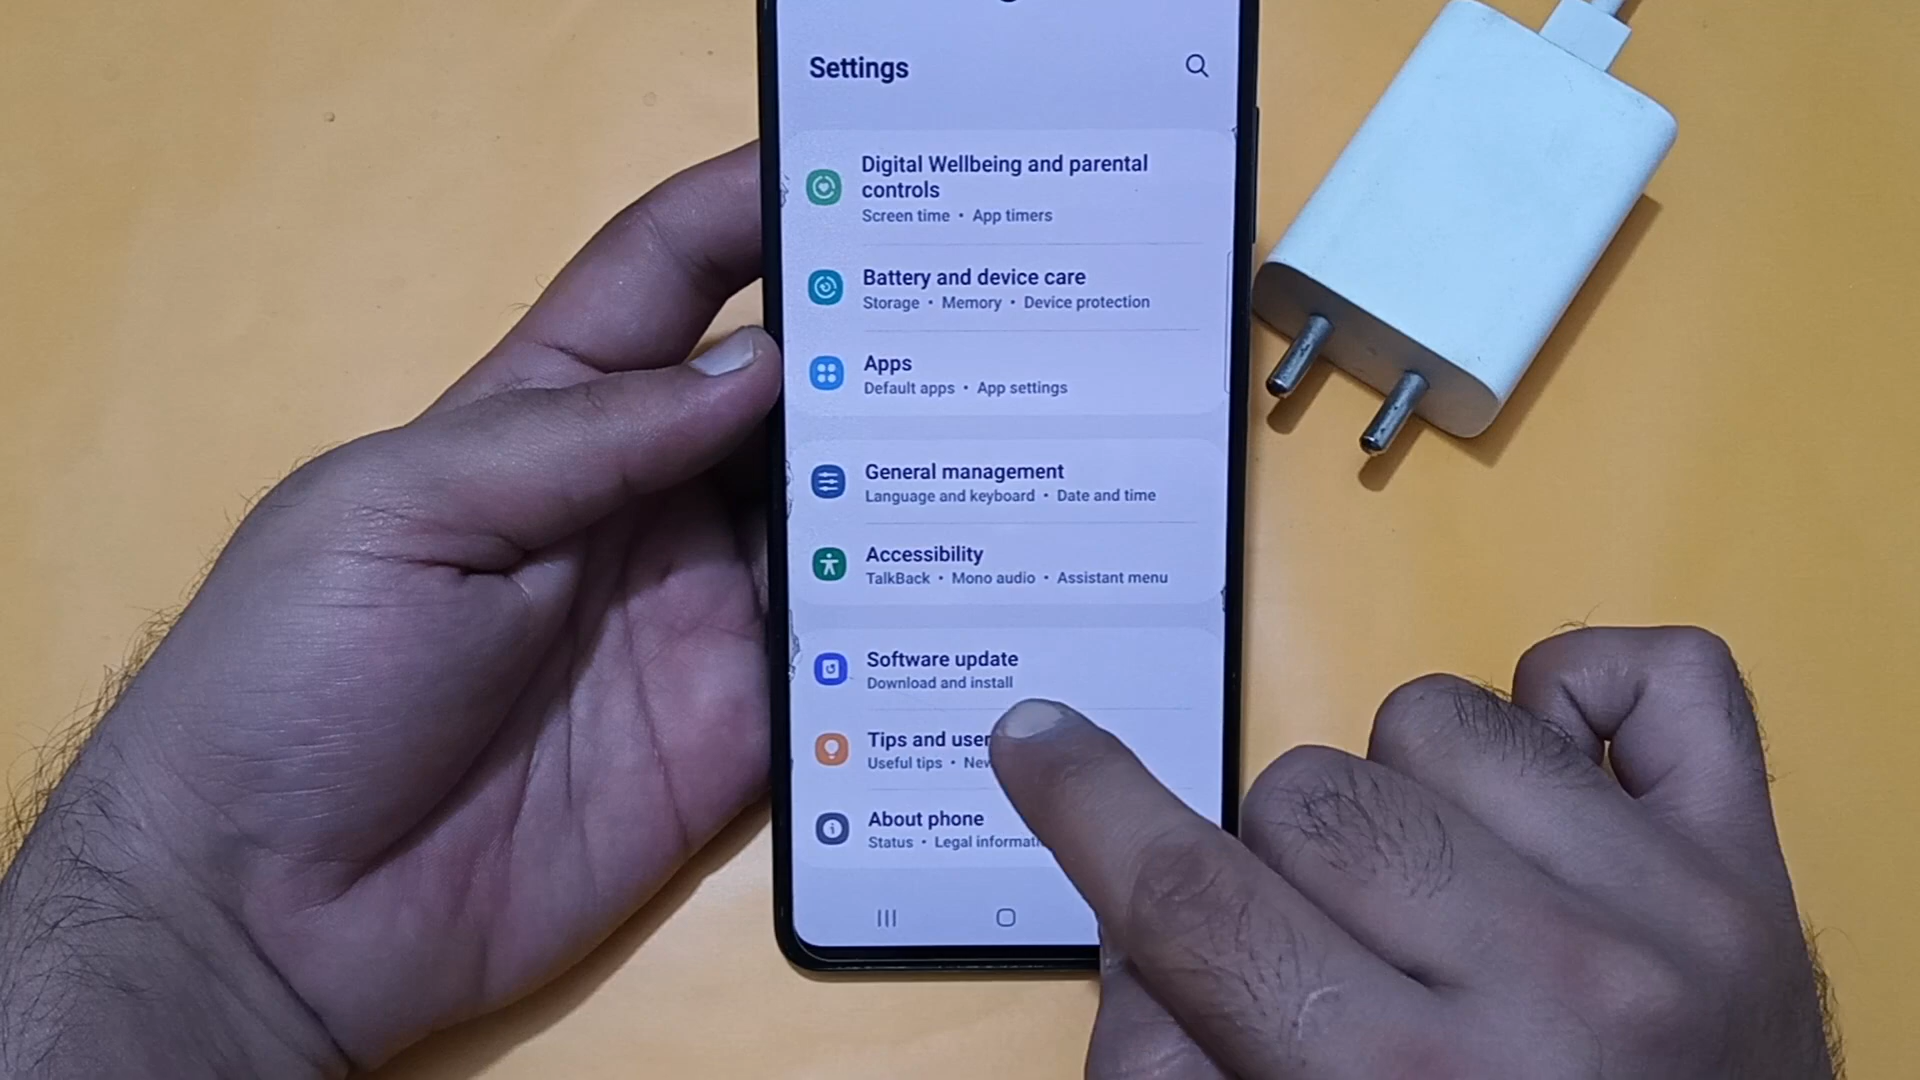 Settings
Digital Wellbeing and parental
controls
Screen time • App timers
Battery and device care
Storage • Memory • Device protection
Apps
Default apps • App settings
General management
Language and keyboard • Date and time
Accessibility
TalkBack • Mono audio • Assistant menu
Software update
Download and install
Tips and user
Useful tips •
About phone
Status • Legal